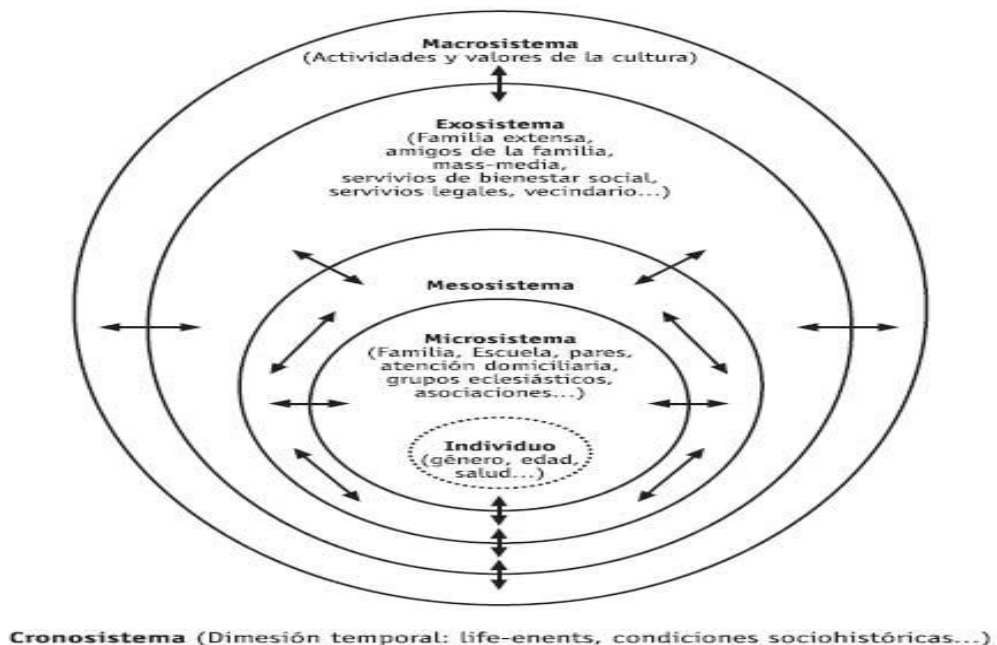 Macrosistema
(Actividades y valores de la cultura)
Exosistema
(Familia extensa,
amigos de la familia,
mass-media,
servivios de bienestar social,
servivios legales, vecindario...)
Mesosistema
Microsistema
(Familia, Escuela, pares,
atención domiciliaria,
grupos eclesiásticos,
asociaciones...)
Individuo
(género, edad,
salud...)
Cronosistema (Dimesión temporal: life-enents, condiciones sociohistóricas...)